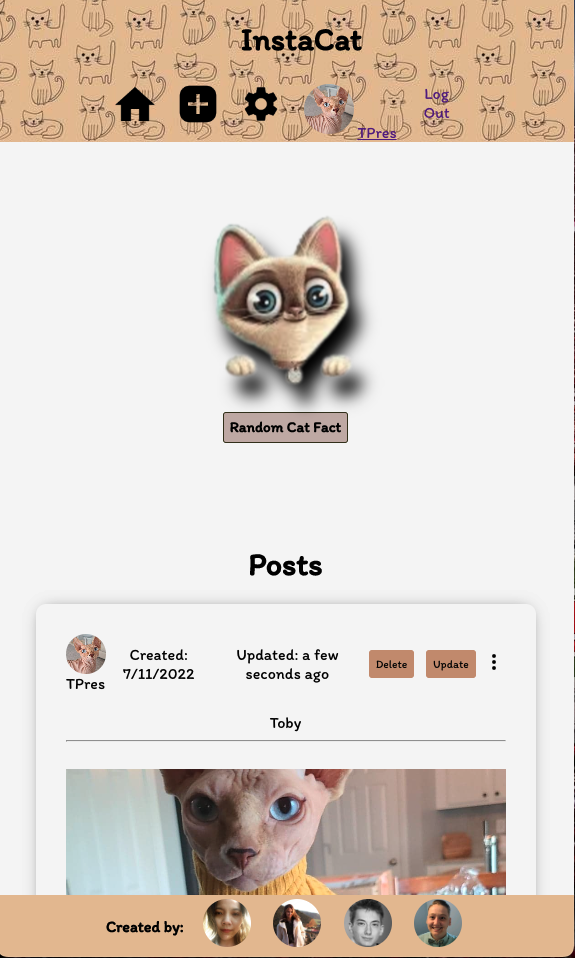 InstaCat
TPres
Log
Out
Random Cat Fact
Posts
TPres
Created:
7/11/2022
Updated: a few
seconds ago
Delete
Update
Toby
Created by: